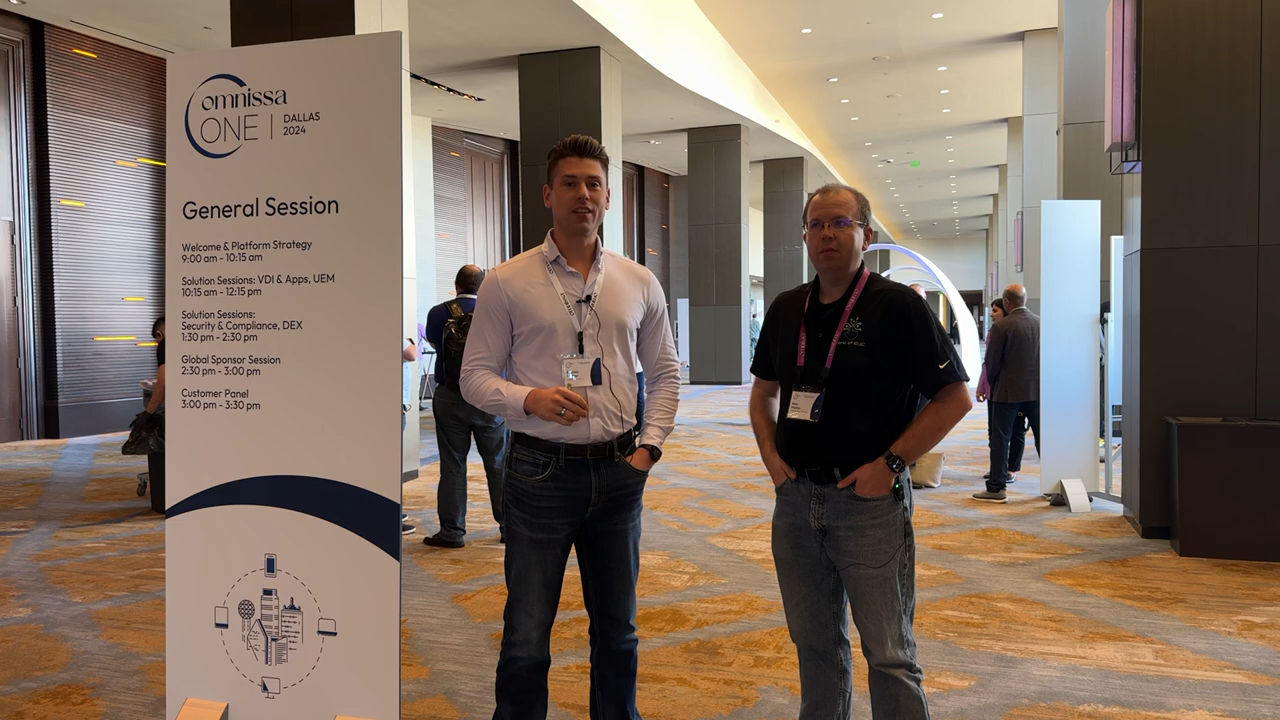 omnissa
ONE
DALLAS
2024
General Session
Welcome & Platform Strategy
9:00 am - 10:15 am
Solution Sessions: VDI & Apps, UEM
10:15 am - 12:15 pm
Solution Sessions:
Security & Compliance, DEX
1:30 pm - 2:30 pm
Global Sponsor Session
2:30 pm - 3:00 pm
Customer Panel
3:00 pm - 3:30 pm